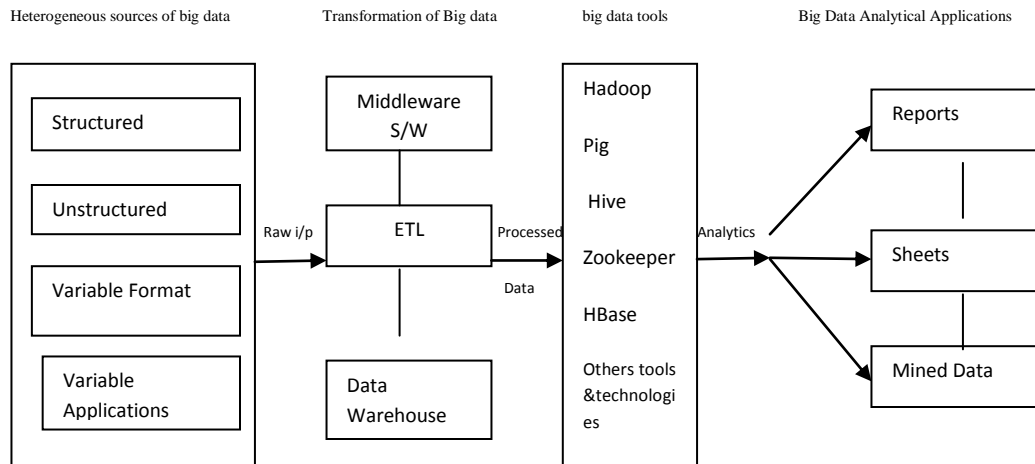 Heterogeneous sources of big data
Transformation of Big data
big data tools
Big Data Analytical Applications
Structured
Unstructured
Variable Format
Variable
Applications
Raw i/p
Middleware
S/W
ETL
Data
Warehouse
Processed
Data
Hadoop
Pig
Hive
Zookeeper
HBase
Others tools
&technologi
es
Analytics
Reports
Sheets
Mined Data